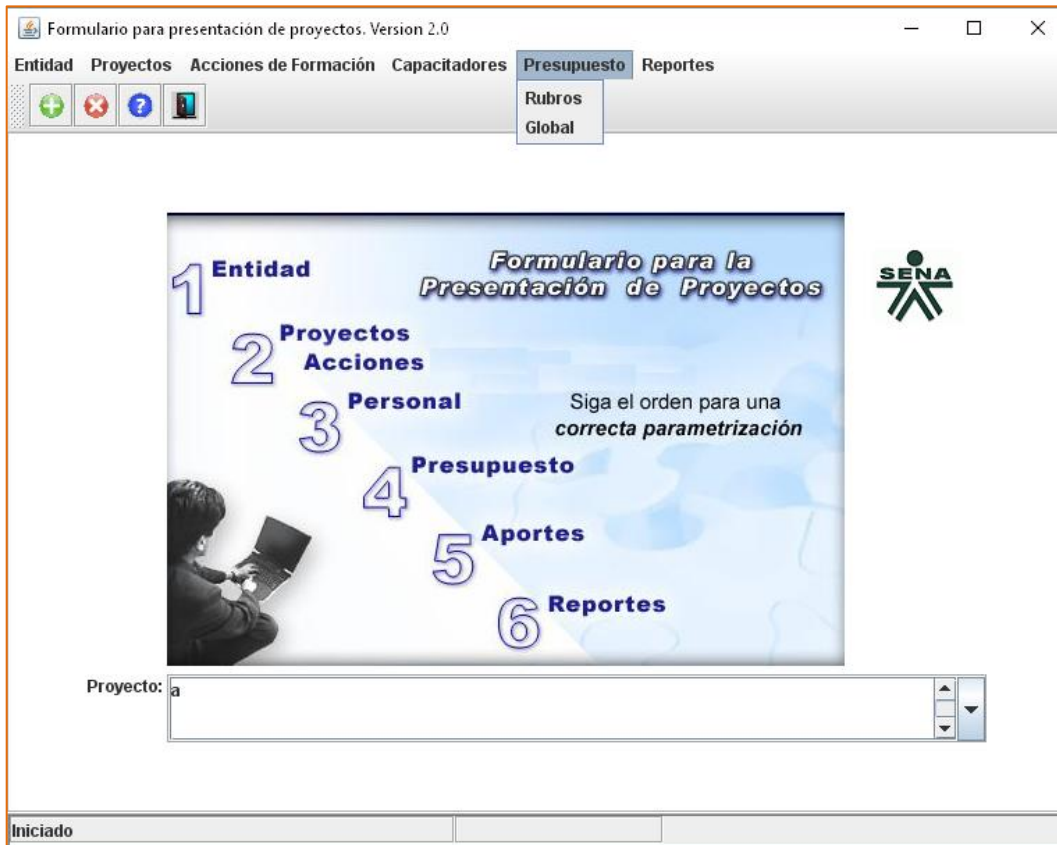 Formulario para presentación de proyectos. Version 2.0
Entidad Proyectos Acciones de Formación Capacitadores Presupuesto Reportes
Rubros
Global
Formulario para la
Presentación de Proyectos
SENA
1 Entidad
2 Proyectos
Acciones
3 Personal
Siga el orden para una
correcta parametrización
4 Presupuesto
5 Aportes
6 Reportes
Proyecto: a
Iniciado